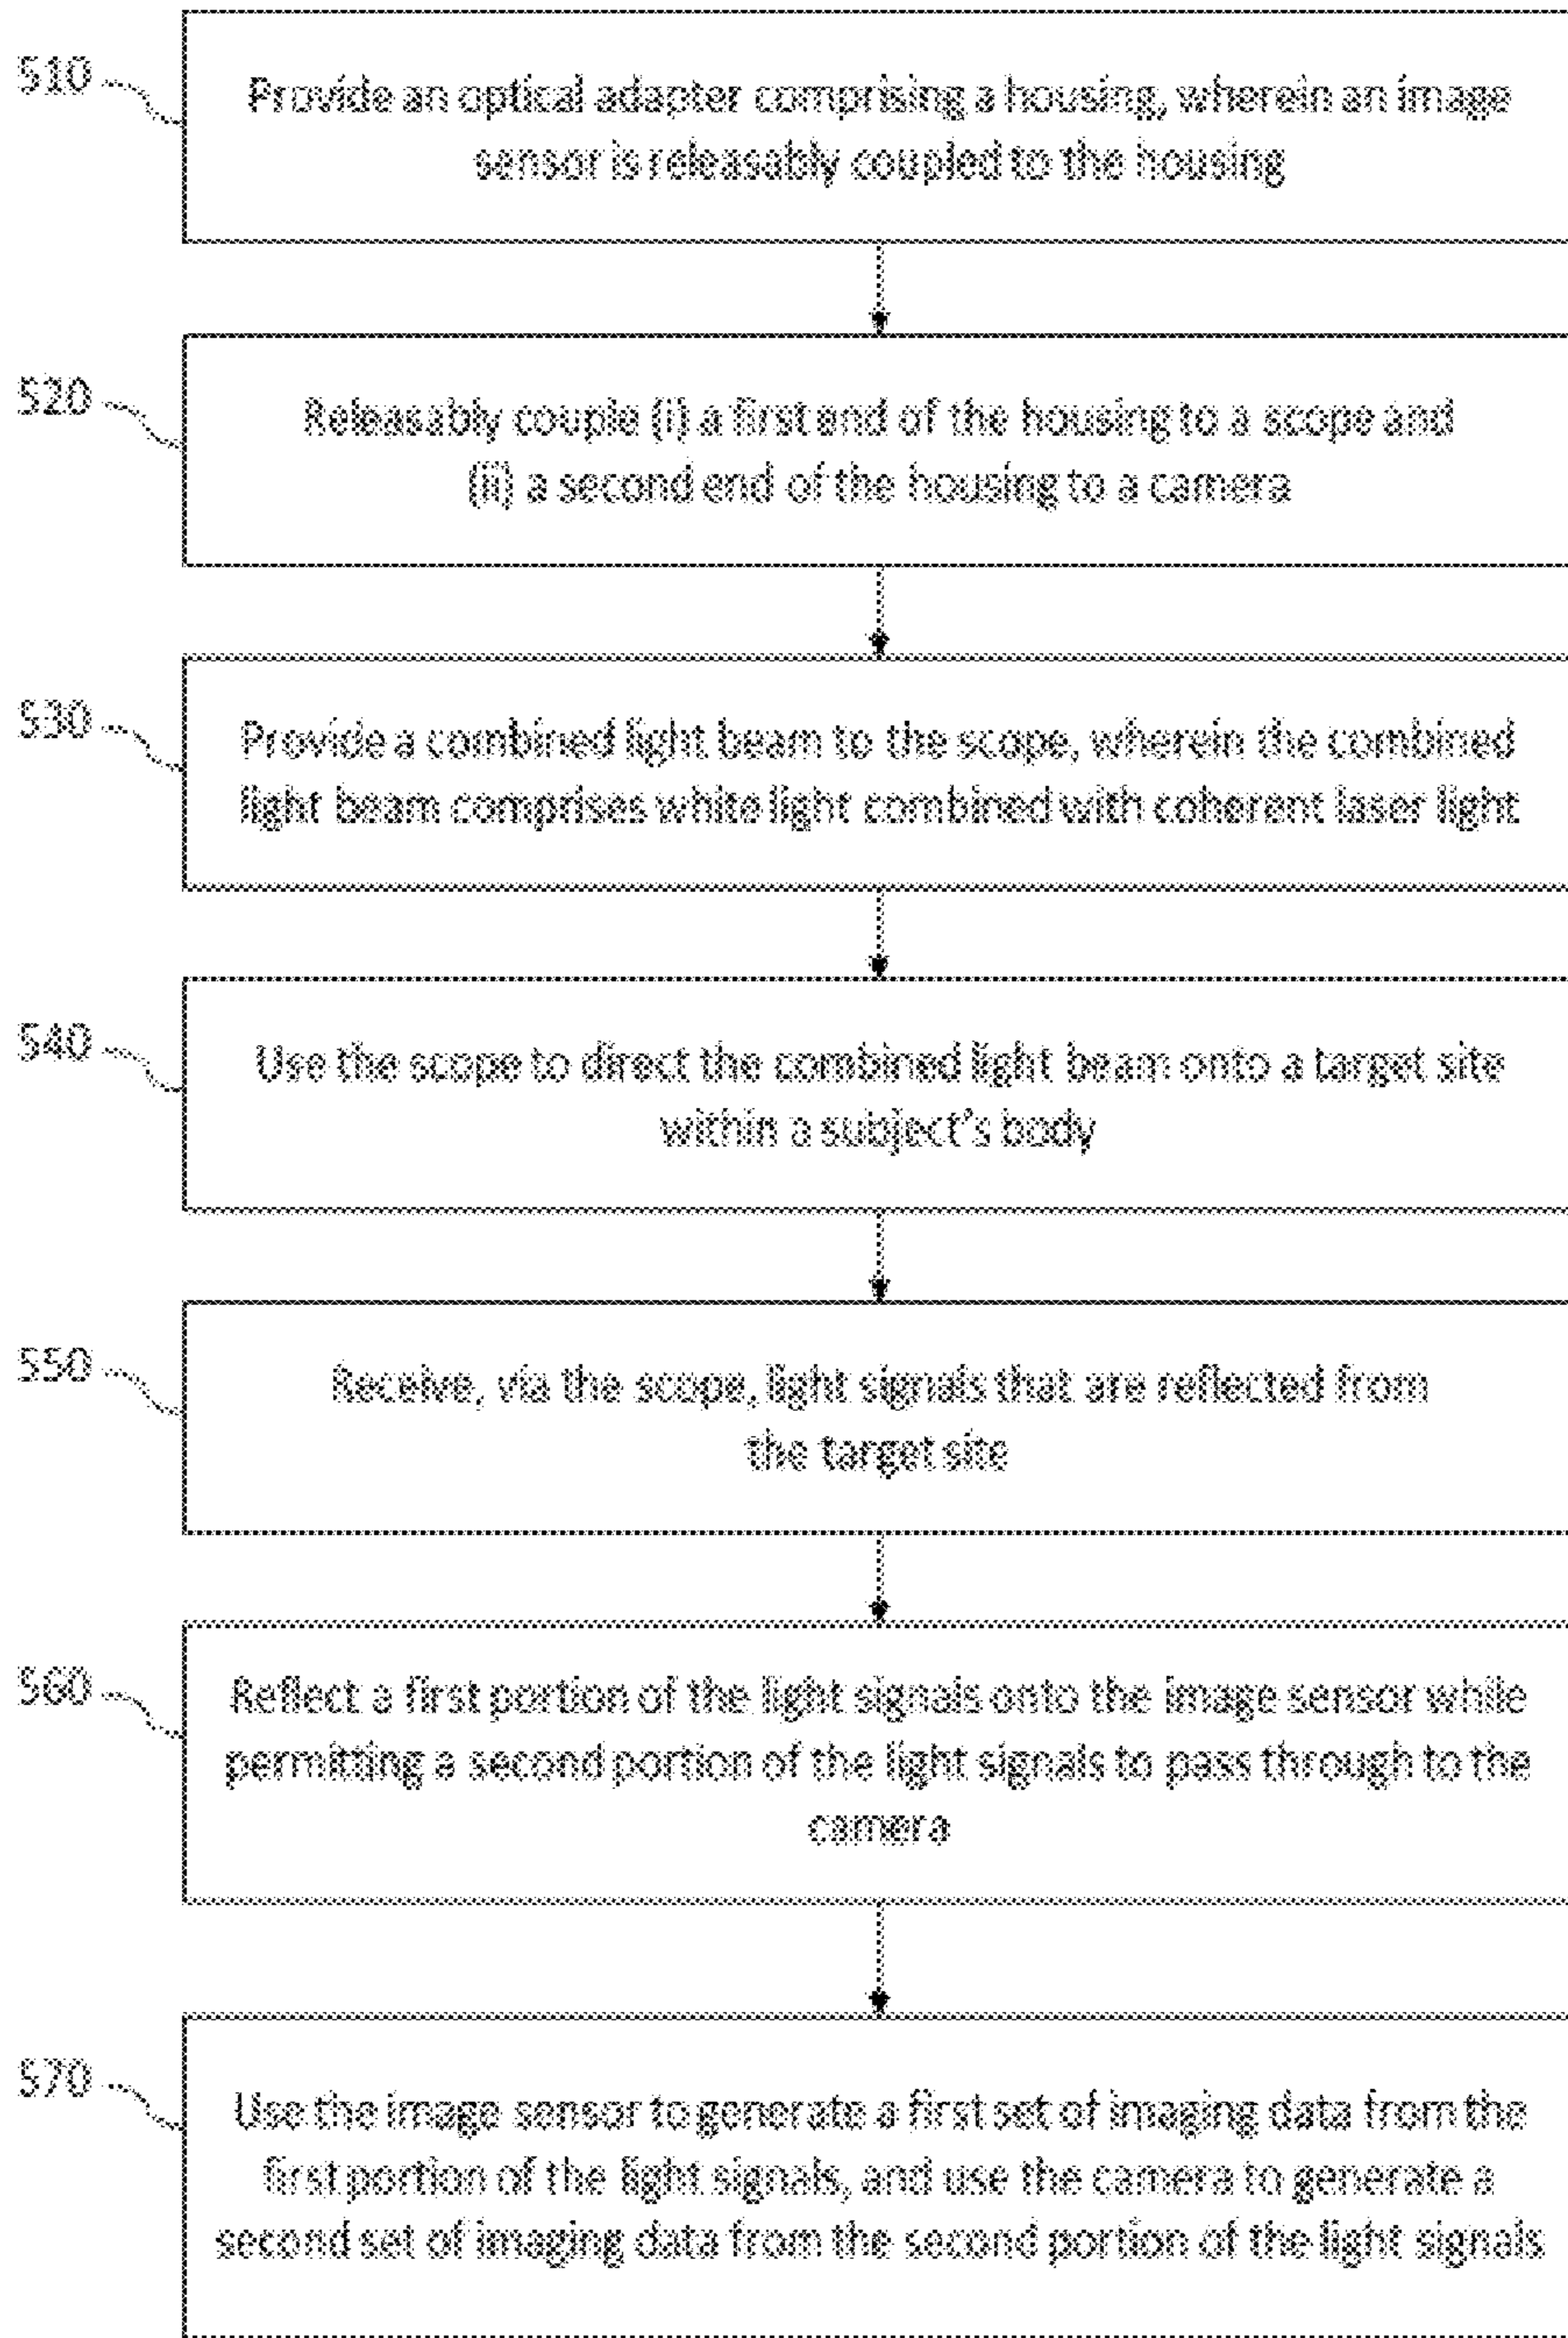 510
Provide an optical adapter comprising a housing, wherein an image
sensor is releasably coupled to the housing
520
Releasably couple (i) a first end of the housing to a scope and
(ii) a second end of the housing to a camera
530
Provide a combined light beam to the scope, wherein the combined
light beam comprises white light combined with coherent laser light
540
Use the scope to direct the combined light beam onto a target site
within a subject's body
550
Receive, via the scope, light signals that are reflected from
the target site
560
Reflect a first portion of the light signals onto the image sensor while
permitting a second portion of the light signals to pass through to the
camera
570
Use the image sensor to generate a first set of imaging data from the
first portion of the light signals, and use the camera to generate a
second set of imaging data from the second portion of the light signals